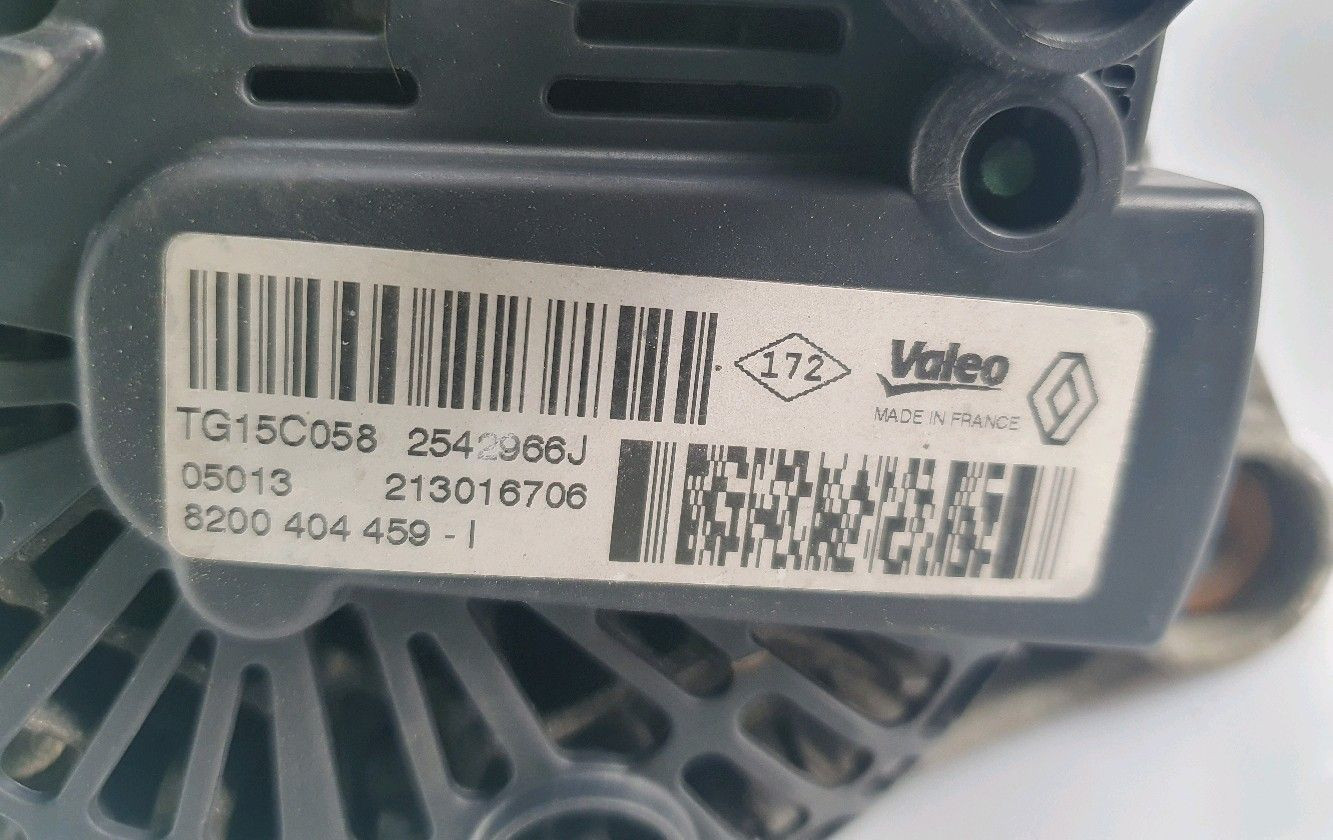 172
Valeo
MADE IN FRANCE
TG15C058 2542966J
05013 213016706
8200 404 459 - I